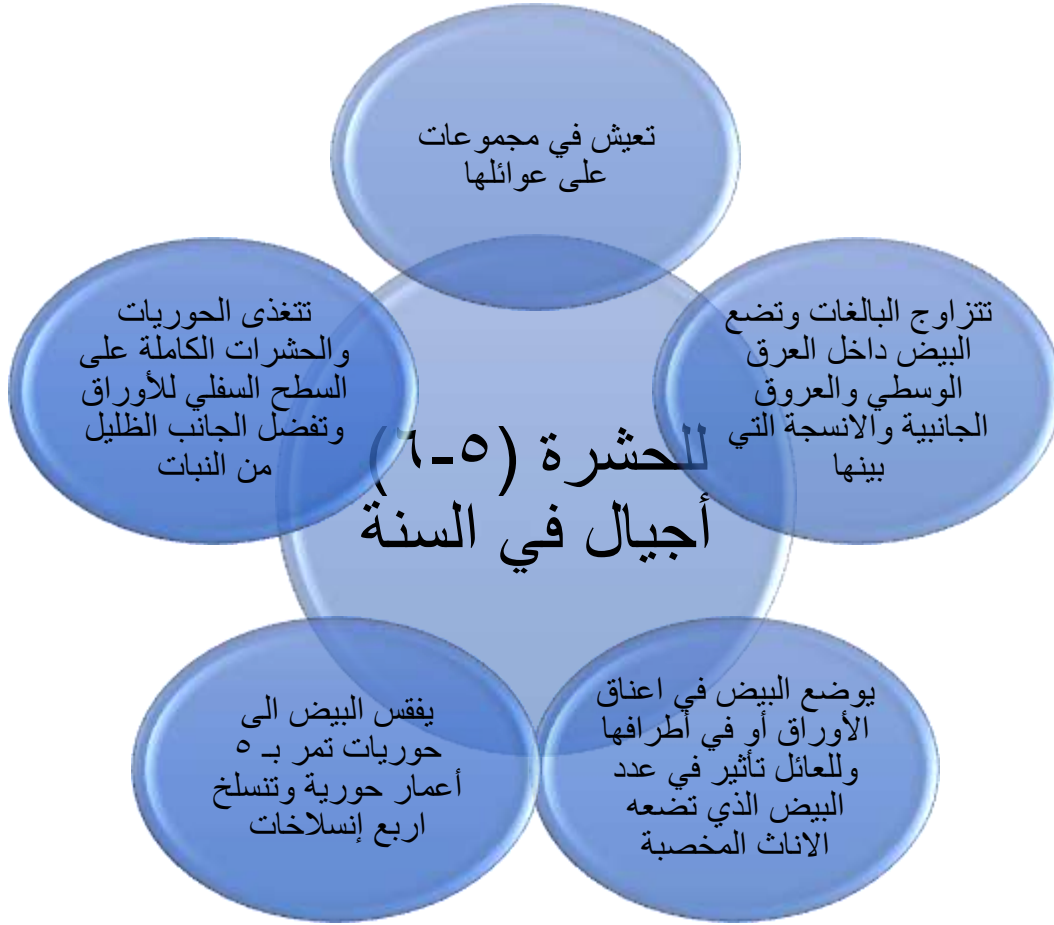 تعيش في مجموعات
على عوائلها
تتزاوج البالغات وتضع
البيض داخل العرق
الوسطي والعروق
الجانبية والانسجة التي
بينها
يوضع البيض في اعناق
الأوراق أو في أطرافها
وللعائل تأثير في عدد
البيض الذي تضعه
الاناث المخصبة
يفقس البيض الى
حوريات تمر بـ ٥
أعمار حورية وتنسلخ
اربع إنسلاخات
تتغذى الحوريات
والحشرات الكاملة على
السطح السفلي للأوراق
وتفضل الجانب الظليل
من النبات
للحشرة (٥-٦)
أجيال في السنة